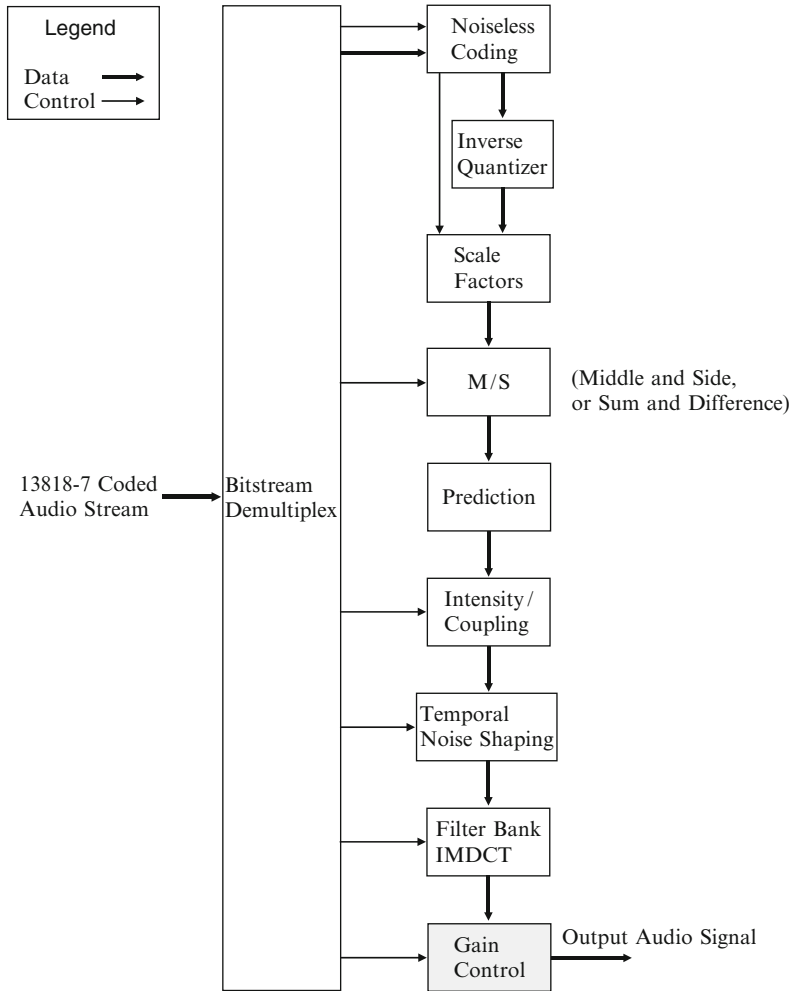 Legend
Data
Control
Noiseless
Coding
Inverse
Quantizer
Scale
Factors
M/S
(Middle and Side,
or Sum and Difference)
13818-7 Coded
Audio Stream
Bitstream
Demultiplex
Prediction
Intensity/
Coupling
Temporal
Noise Shaping
Filter Bank
IMDCT
Gain
Control
Output Audio Signal